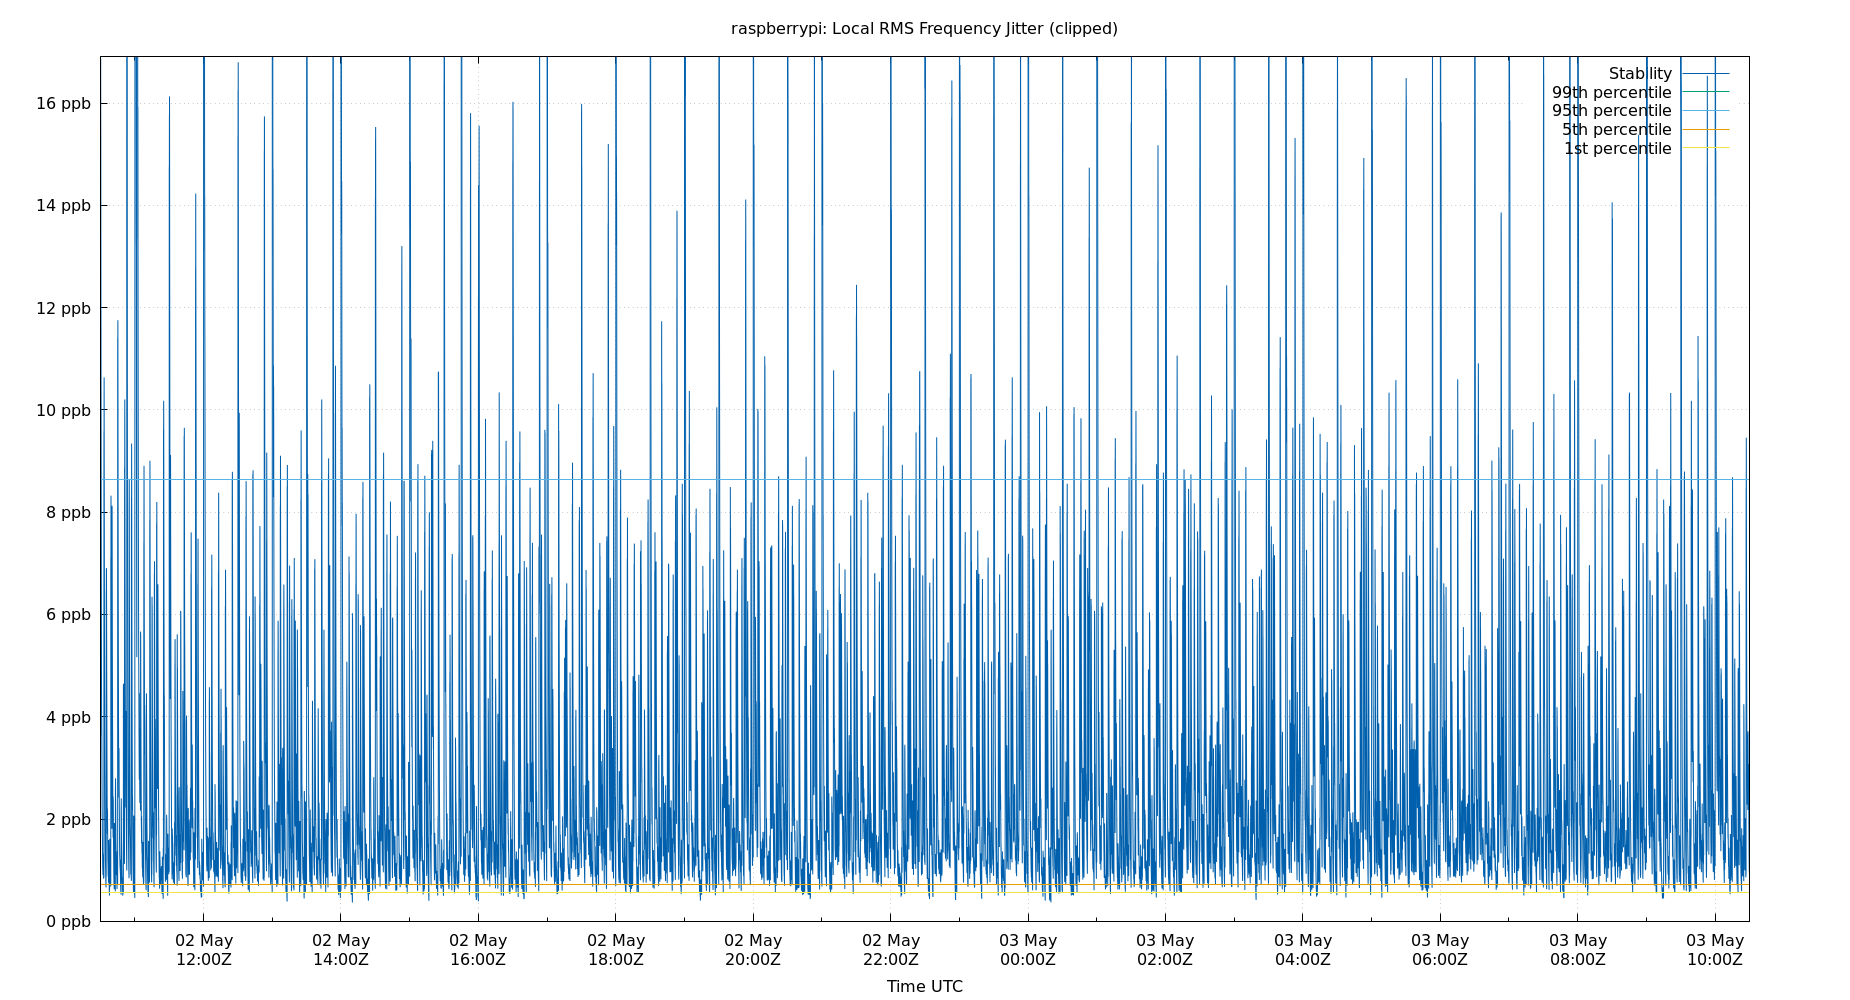 raspberrypi: Local RMS Frequency Jitter (clipped)
Stability
99th percentile
95th percentile
5th percentile
1st percentile
16 ppb
14 ppb
12 ppb
10 ppb
8 ppb
6 ppb
4 ppb
2 ppb
0 ppb
02 May 02 May 02 May 02 May 02 May 02 May 03 May 03 May 03 May 03 May 03 May 03 May
12:00Z 14:00Z 16:00Z 18:00Z 20:00Z 22:00Z 00:00Z 02:00Z 04:00Z 06:00Z 08:00Z 10:00Z
Time UTC